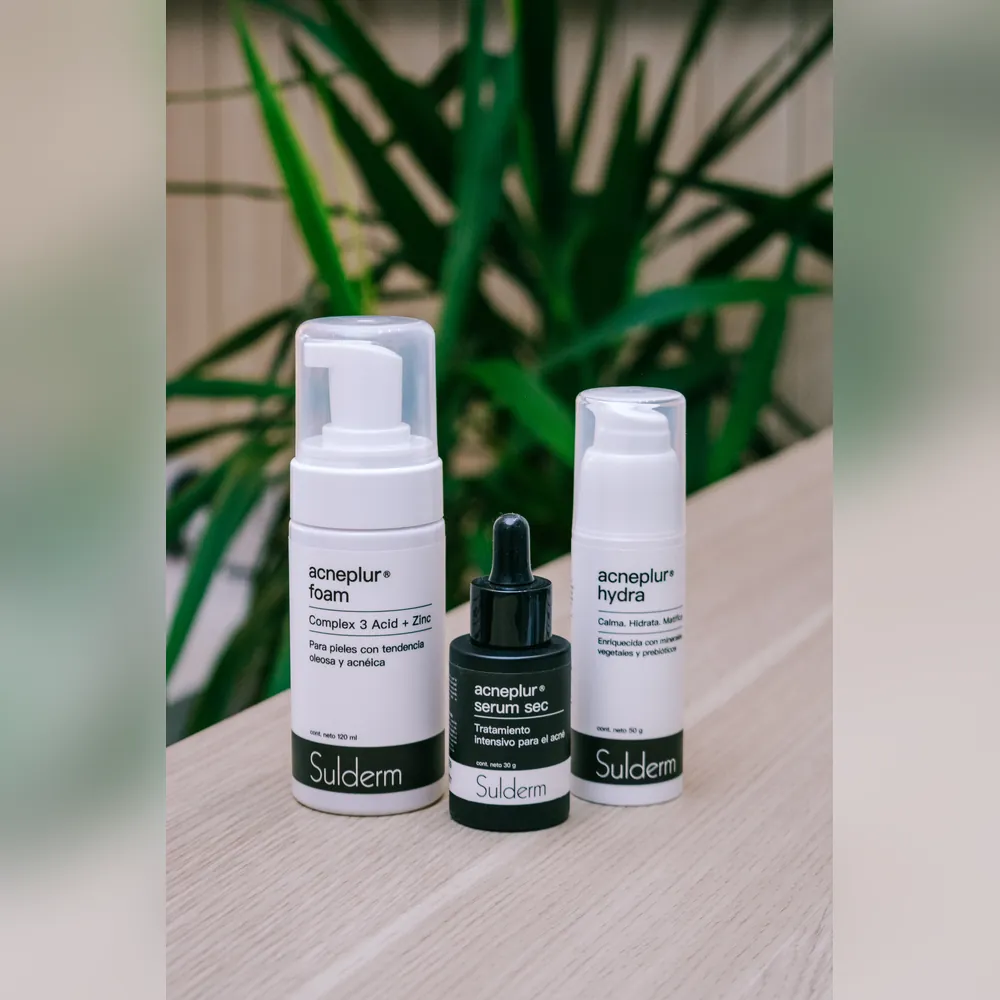 acneplur®
foam
Complex 3 Acid + Zinc
Para pieles con tendencia
oleosa y acnéica
cont. neto 120 ml
Sulderm
acneplur®
serum sec
Tratamiento
intensivo para el acné
cont. neto 30 g
Sulderm
acneplur®
hydra
Calma. Hidrata.
Enriquecida con minerales
vegetales y prebióticos
cont. neto 50 g
Sulderm